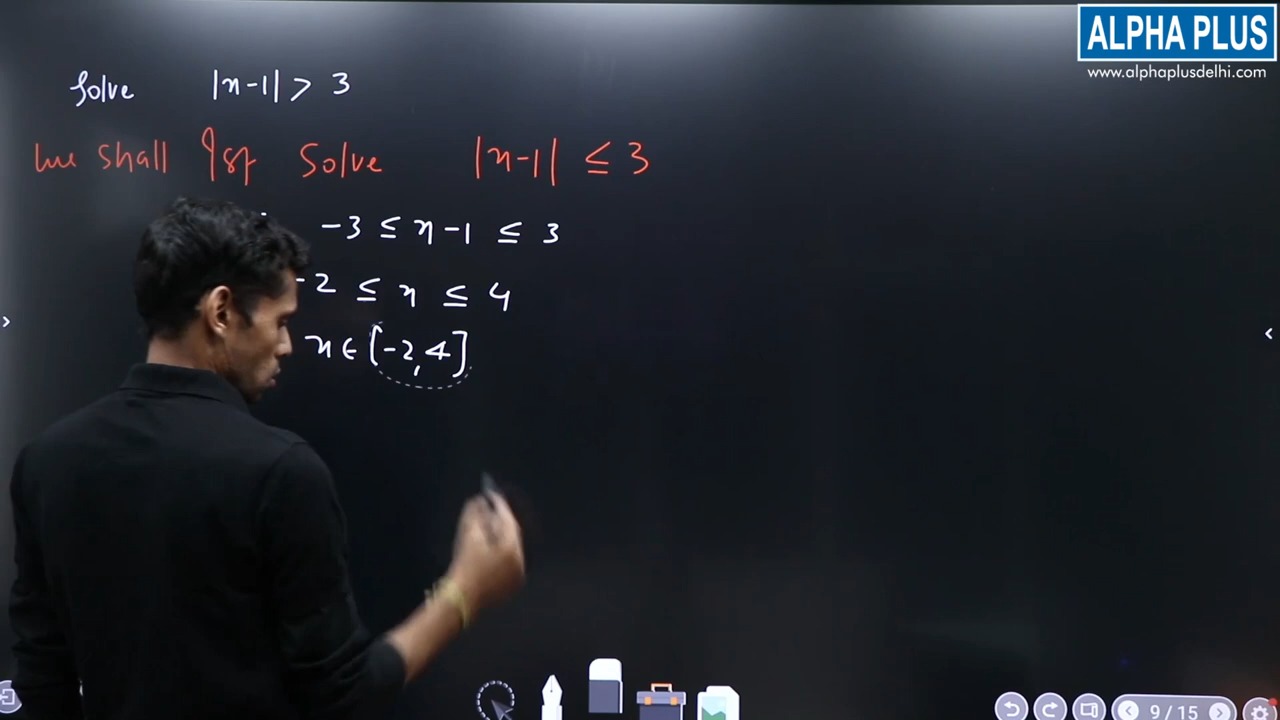 ALPHA PLUS
www.alphaplusdelhi.com
Solve |x-1| > 3
We shall Ist Solve |x-1| ≤ 3
-3 ≤ x-1 ≤ 3
-2 ≤ x ≤ 4
x ∈ [-2, 4]
9 / 15